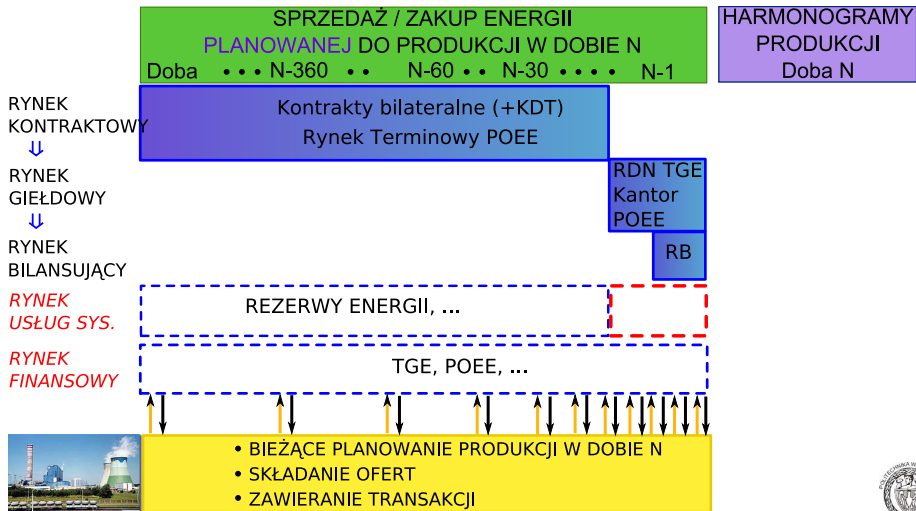 SPRZEDAŻ / ZAKUP ENERGII
PLANOWANEJ DO PRODUKCJI W DOBIE N
Doba • • • N-360 • • N-60 • • N-30 • • • • N-1
HARMONOGRAMY
PRODUKCJI
Doba N
RYNEK
KONTRAKTOWY
⇓
Kontrakty bilateralne (+KDT)
Rynek Terminowy POEE
RYNEK
GIEŁDOWY
⇓
RDN TGE
Kantor
POEE
RYNEK
BILANSUJĄCY
RB
RYNEK
USŁUG SYS.
REZERWY ENERGII, ...
RYNEK
FINANSOWY
TGE, POEE, ...
• BIEŻĄCE PLANOWANIE PRODUKCJI W DOBIE N
• SKŁADANIE OFERT
• ZAWIERANIE TRANSAKCJI
POLITECHNIKA W